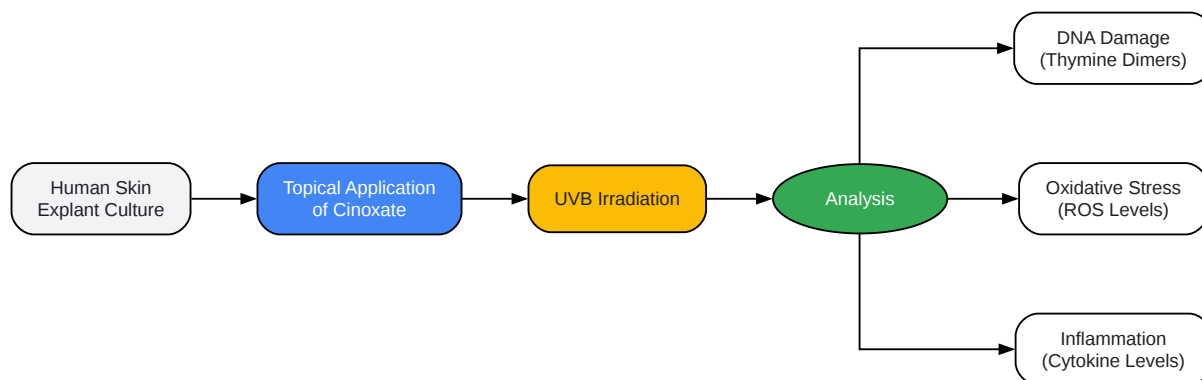 Human Skin
Explant Culture
Topical Application
of Cinoxate
UVB Irradiation
Analysis
DNA Damage
(Thymine Dimers)
Oxidative Stress
(ROS Levels)
Inflammation
(Cytokine Levels)